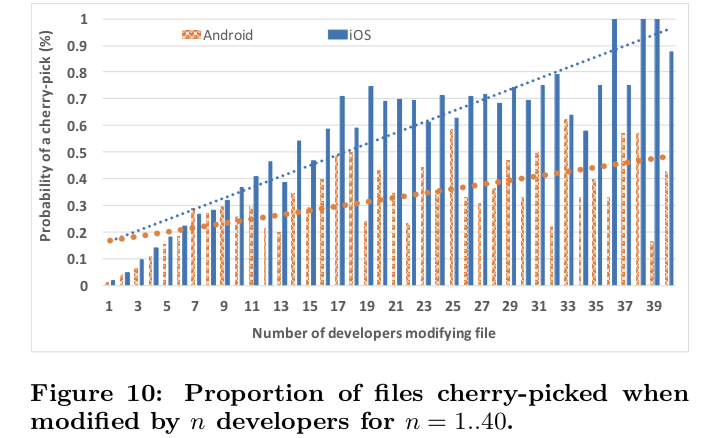 Probability of a cherry-pick (%)
1
0.9
0.8
0.7
0.6
0.5
0.4
0.3
0.2
0.1
0
Android
iOS
1 3 5 7 9 11 13 15 17 19 21 23 25 27 29 31 33 35 37 39
Number of developers modifying file
Figure 10: Proportion of files cherry-picked when
modified by n developers for n = 1..40.